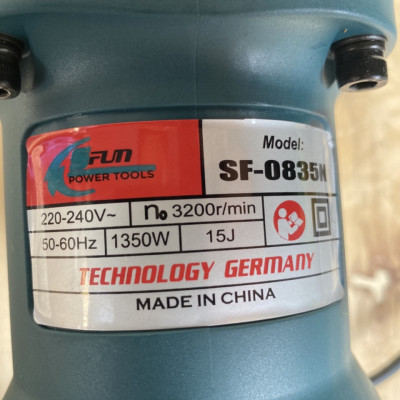 FUN
POWER TOOLS
Model:
SF-0835N
220-240V~ no 3200r/min
50-60Hz 1350W 15J
TECHNOLOGY GERMANY
MADE IN CHINA